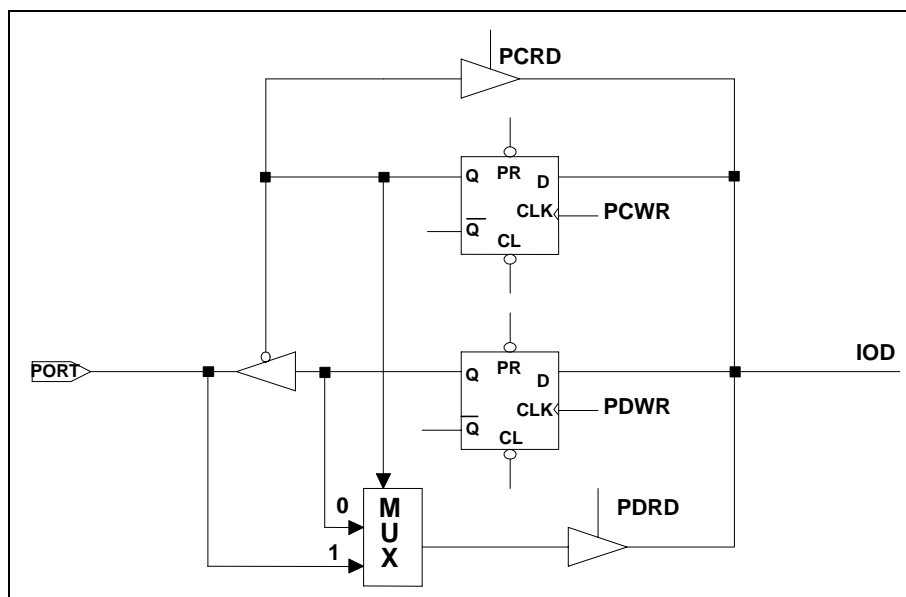 PCRD
Q
PR
D
CLK
PCWR
Q
CL
PORT
IOD
Q
PR
D
CLK
PDWR
Q
CL
0
1
M
U
X
PDRD